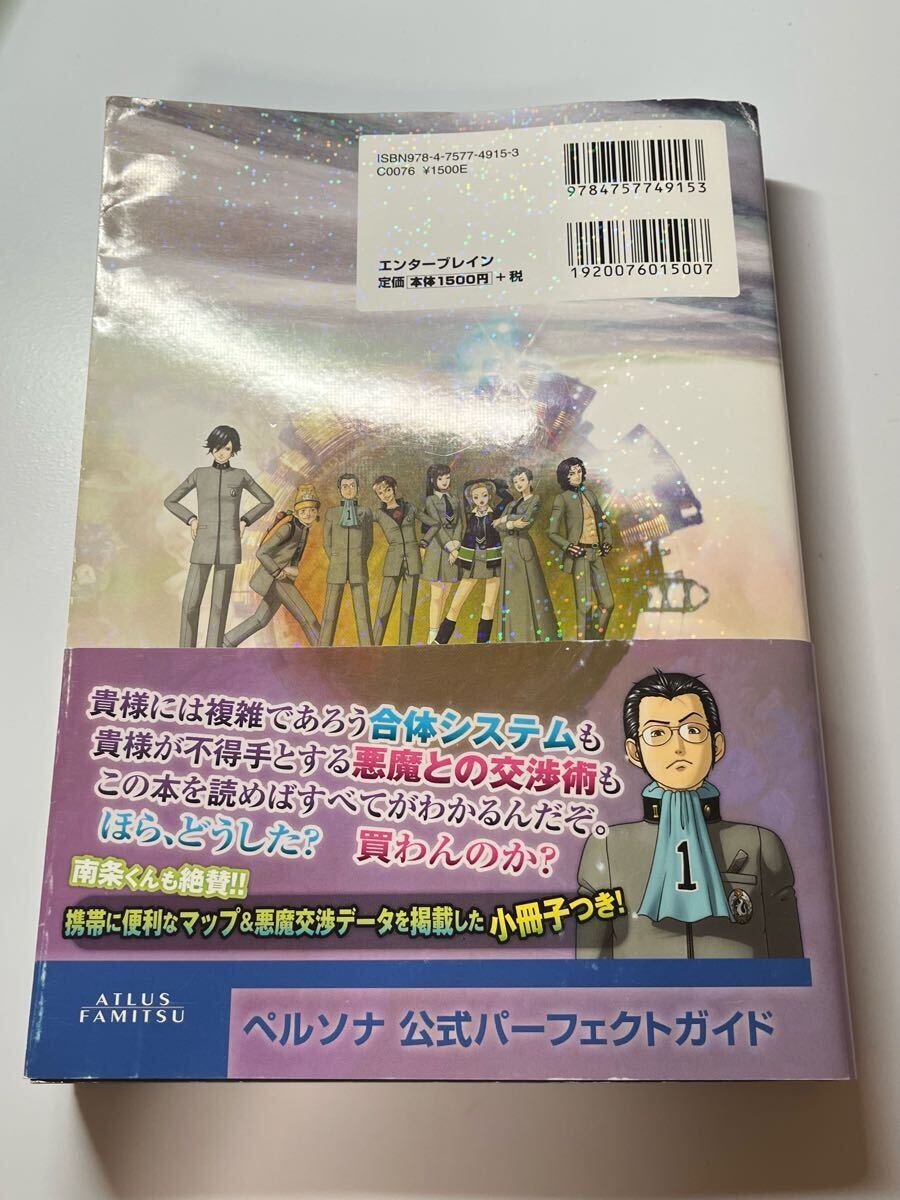 ISBN978-4-7577-4915-3
C0076 ¥1500E
9784757749153
エンターブレイン
定価 本体1500円 + 税
1920076015007
貴様には複雑であろう合体システムも
貴様が不得手とする悪魔との交渉術も
この本を読めばすべてがわかるんだぞ。
ほら、どうした? 買わんのか?
1
南条くんも絶賛!!
携帯に便利なマップ&悪魔交渉データを掲載した 小冊子つき!
ATLUS
FAMITSU
ペルソナ 公式パーフェクトガイド